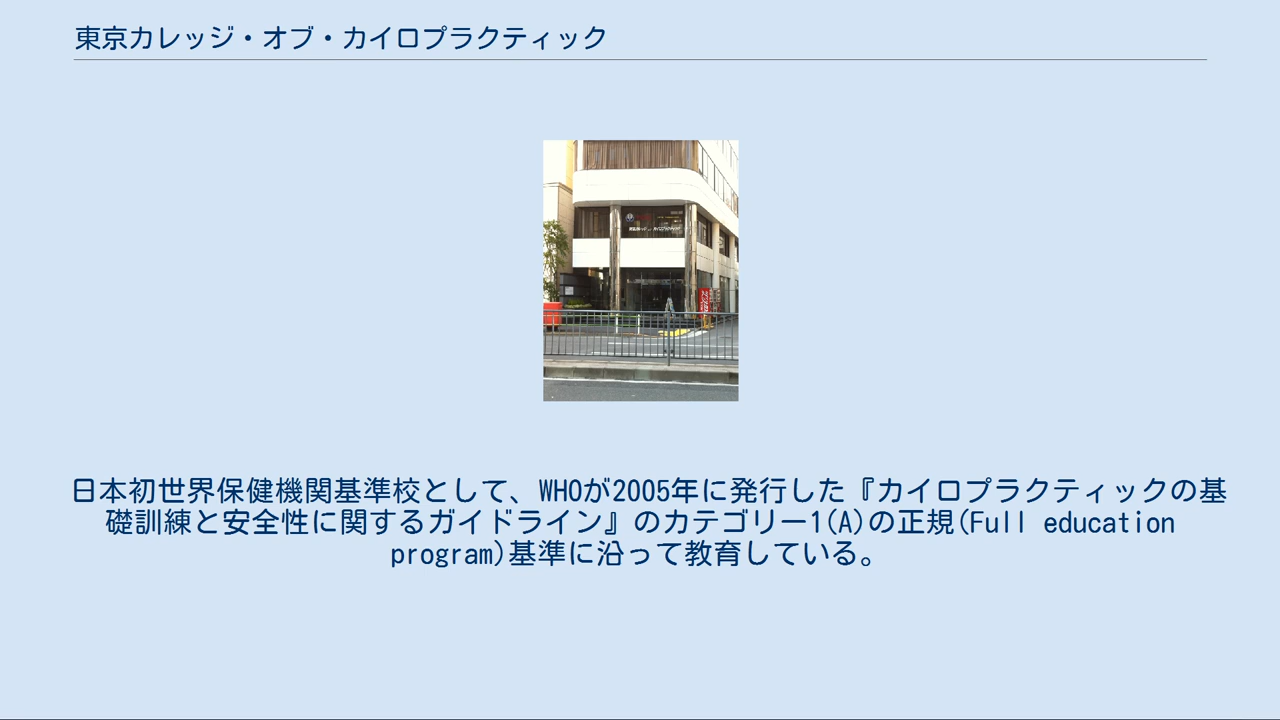 東京カレッジ・オブ・カイロプラクティック
日本初世界保健機関基準校として、WHOが2005年に発行した『カイロプラクティックの基
礎訓練と安全性に関するガイドライン』のカテゴリー1(A)の正規(Full education
program)基準に沿って教育している。